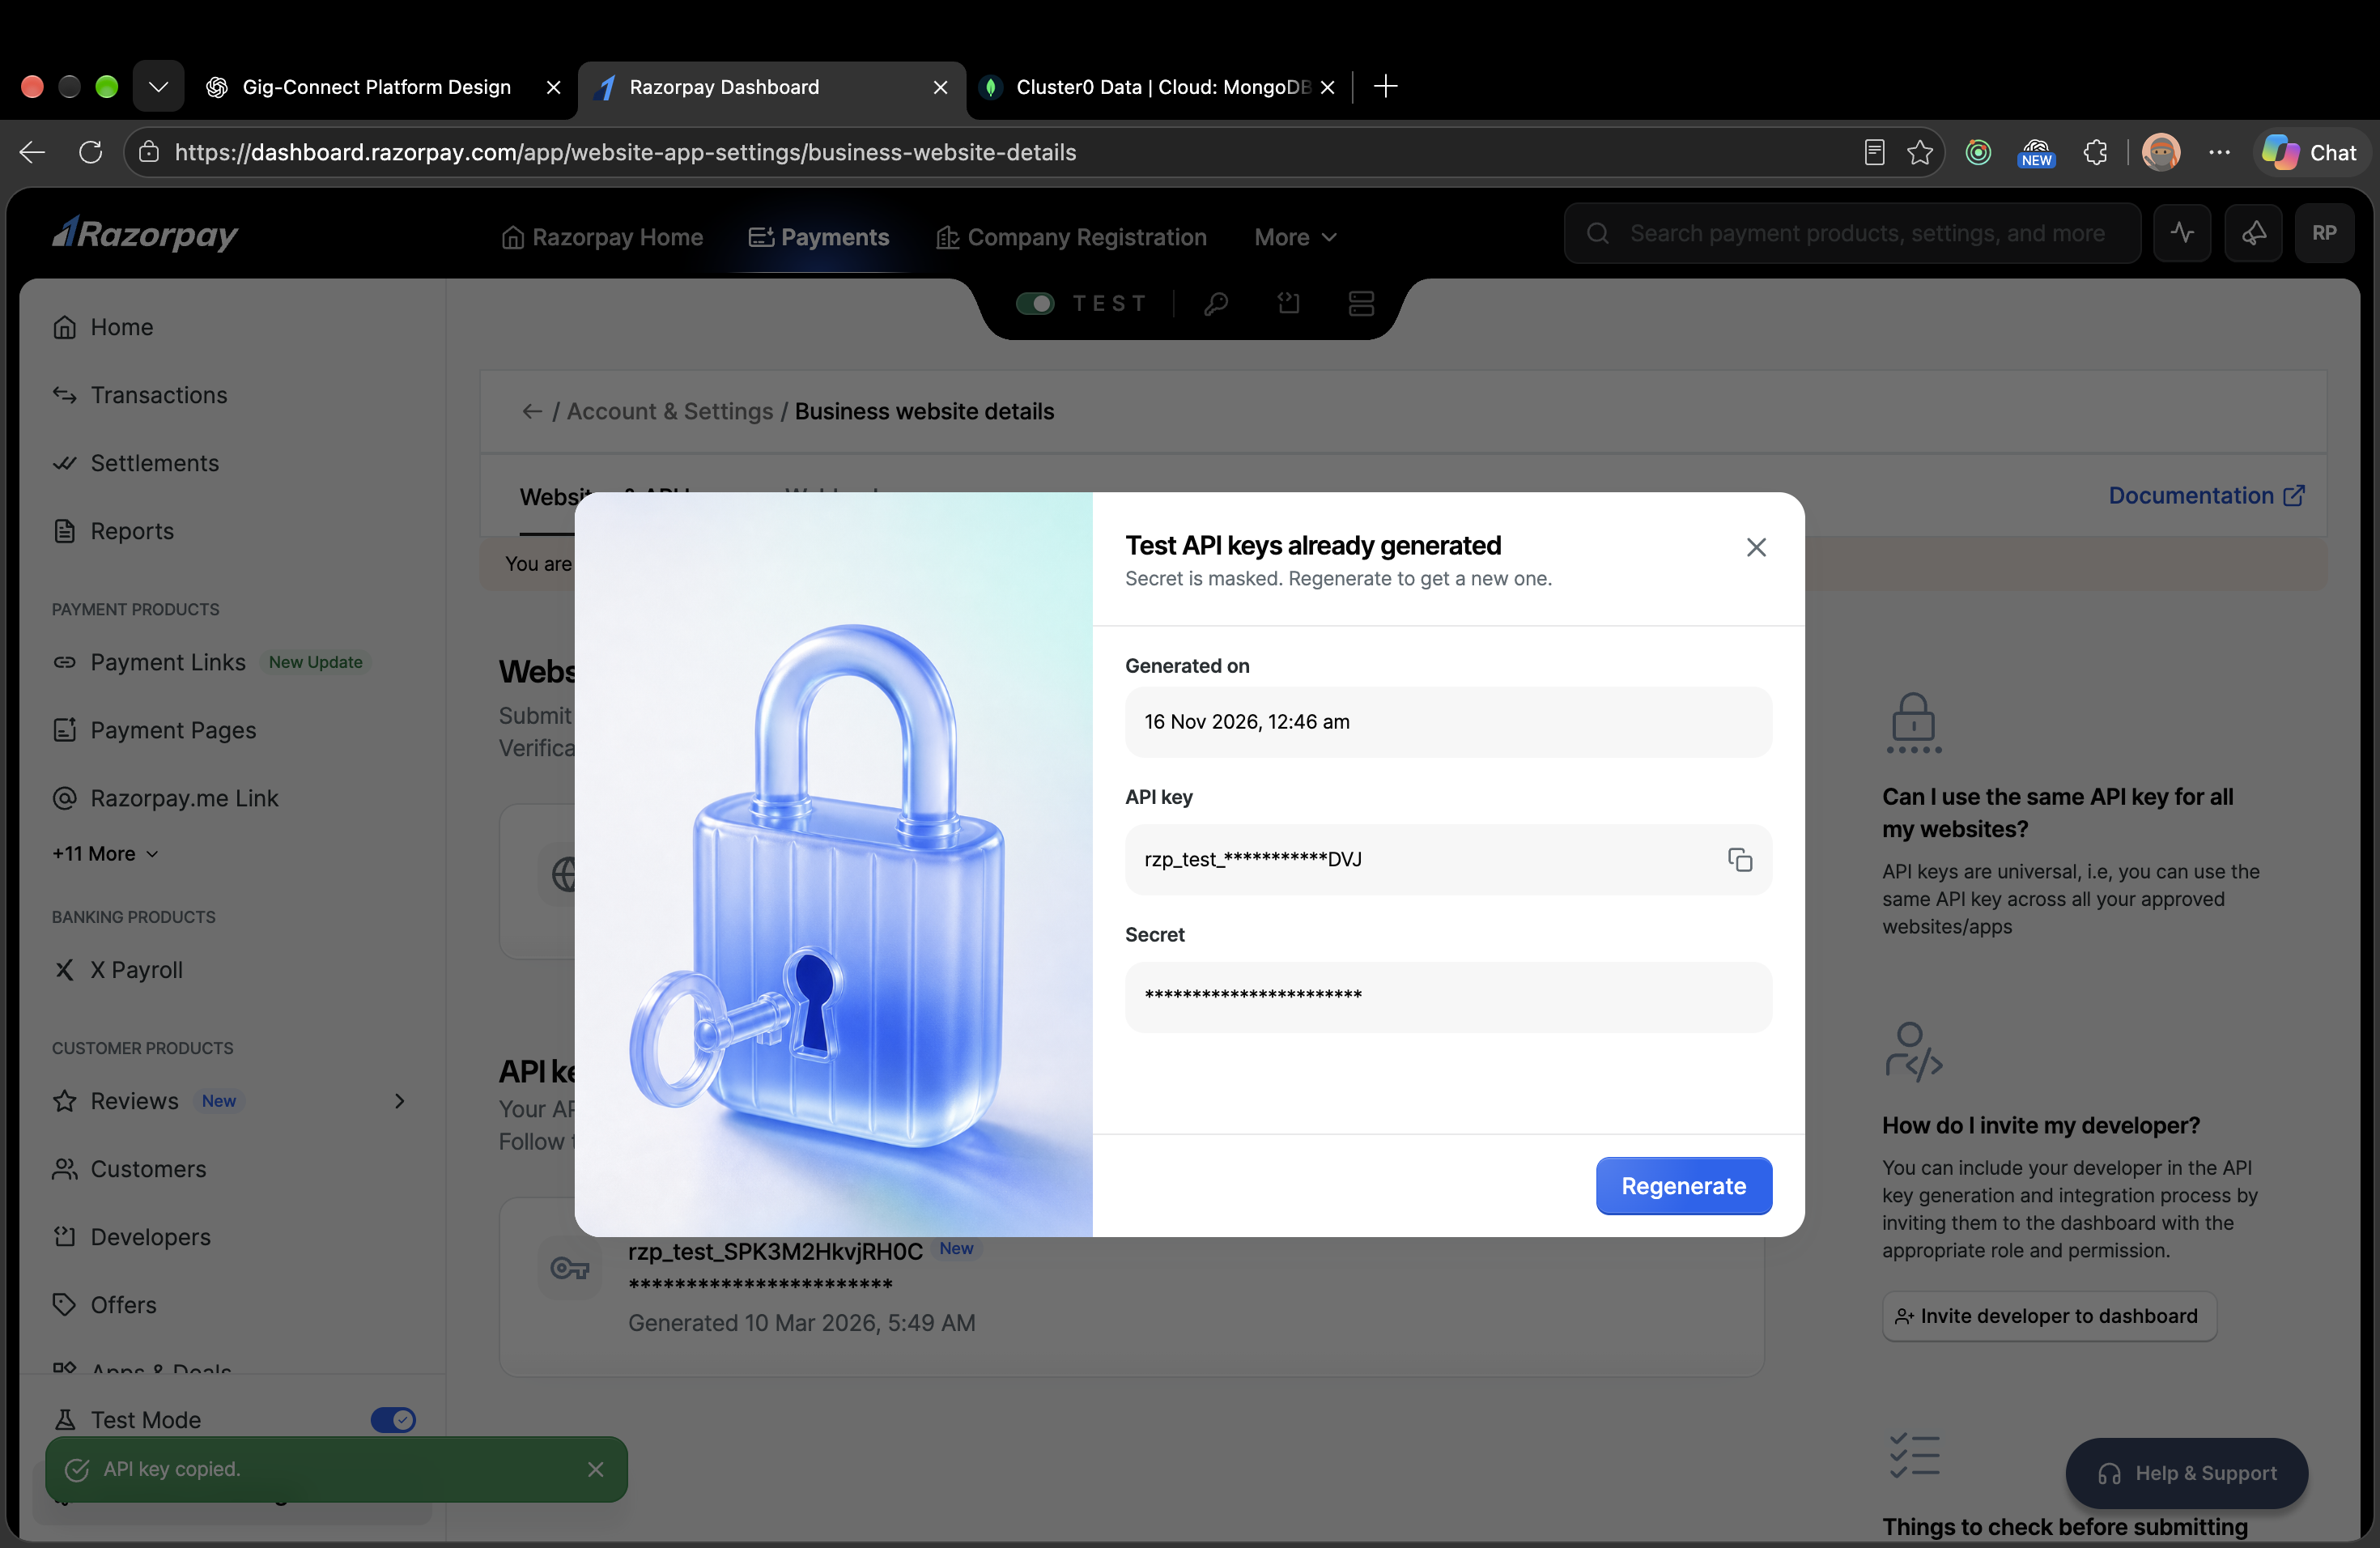 Gig-Connect Platform Design
Razorpay Dashboard
Cluster0 Data | Cloud: MongoDB
https://dashboard.razorpay.com/app/website-app-settings/business-website-details
NEW
Chat
Razorpay
Razorpay Home
Payments
Company Registration
More
Search payment products, settings, and more
RP
TEST
Home
Transactions
Settlements
Reports
PAYMENT PRODUCTS
Payment Links New Update
Payment Pages
Razorpay.me Link
+11 More
BANKING PRODUCTS
X Payroll
CUSTOMER PRODUCTS
Reviews New
Customers
Developers
Offers
Apps & Deals
Test Mode
API key copied.
/ Account & Settings / Business website details
Documentation
You are
Submit
API ke
Your AP
Follow
Test API keys already generated
Secret is masked. Regenerate to get a new one.
Generated on
16 Nov 2026, 12:46 am
API key
rzp_test_***********DVJ
Secret
***********************
Regenerate
rzp_test_SPK3M2HkvjRH0C New
***********************
Generated 10 Mar 2026, 5:49 AM
Can I use the same API key for all
my websites?
API keys are universal, i.e, you can use the
same API key across all your approved
websites/apps
How do I invite my developer?
You can include your developer in the API
key generation and integration process by
inviting them to the dashboard with the
appropriate role and permission.
Invite developer to dashboard
Help & Support
Things to check before submitting